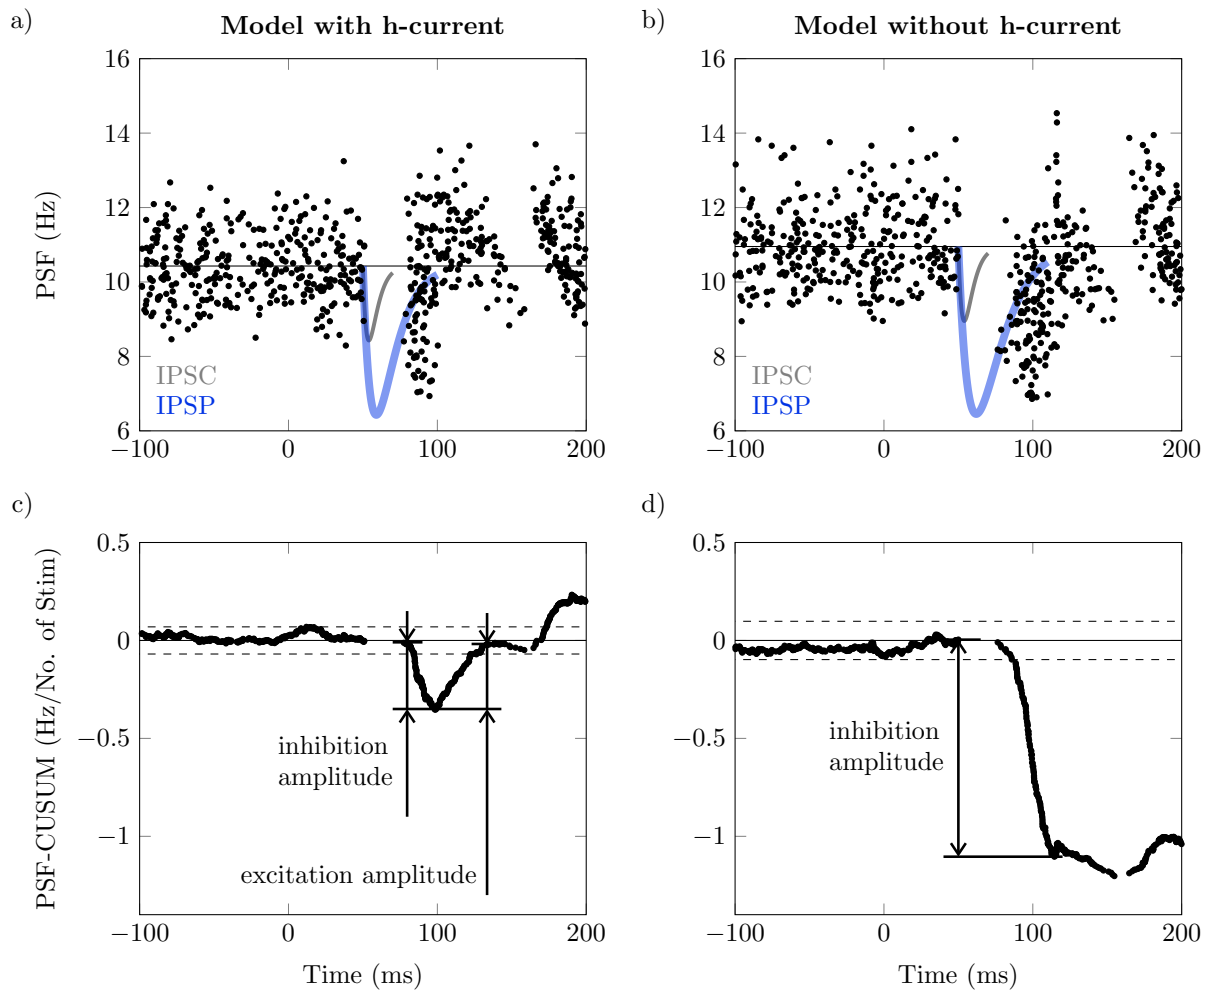 a)
Model with h-current
b)
Model without h-current
PSF (Hz)
16
14
12
10
8
6
−100
0
100
200
IPSC
IPSP
16
14
12
10
8
6
−100
0
100
200
IPSC
IPSP
c)
d)
PSF-CUSUM (Hz/No. of Stim)
0.5
0
−0.5
−1
−100
0
100
200
inhibition
amplitude
excitation amplitude
Time (ms)
0.5
0
−0.5
−1
−100
0
100
200
inhibition
amplitude
Time (ms)